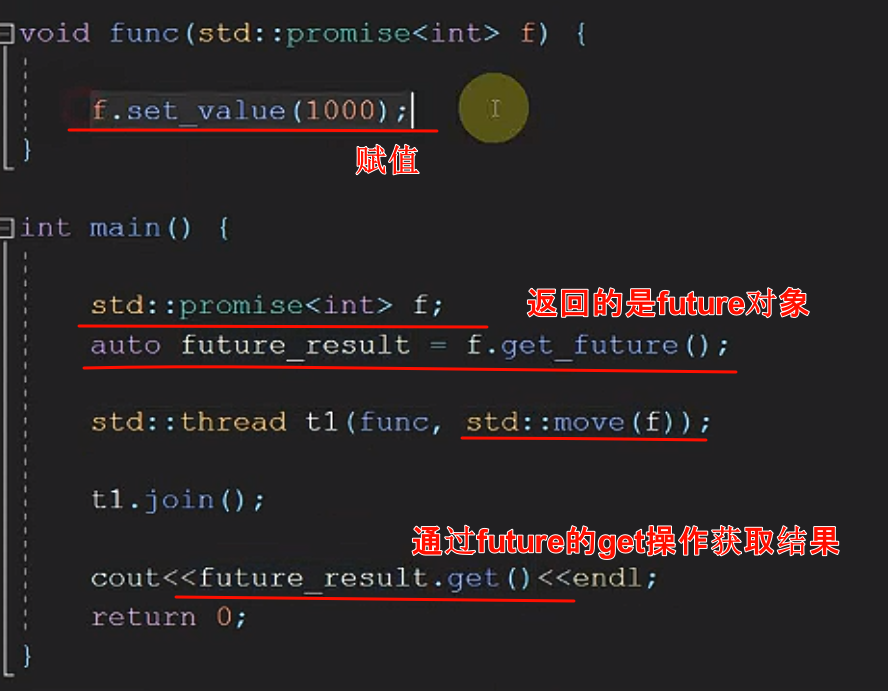 void func(std::promise<int> f) {
f.set_value(1000);
赋值
}
int main() {
std::promise<int> f;
返回的是future对象
auto future_result = f.get_future();
std::thread t1(func, std::move(f));
t1.join();
通过future的get操作获取结果
cout<<future_result.get()<<endl;
return 0;
}